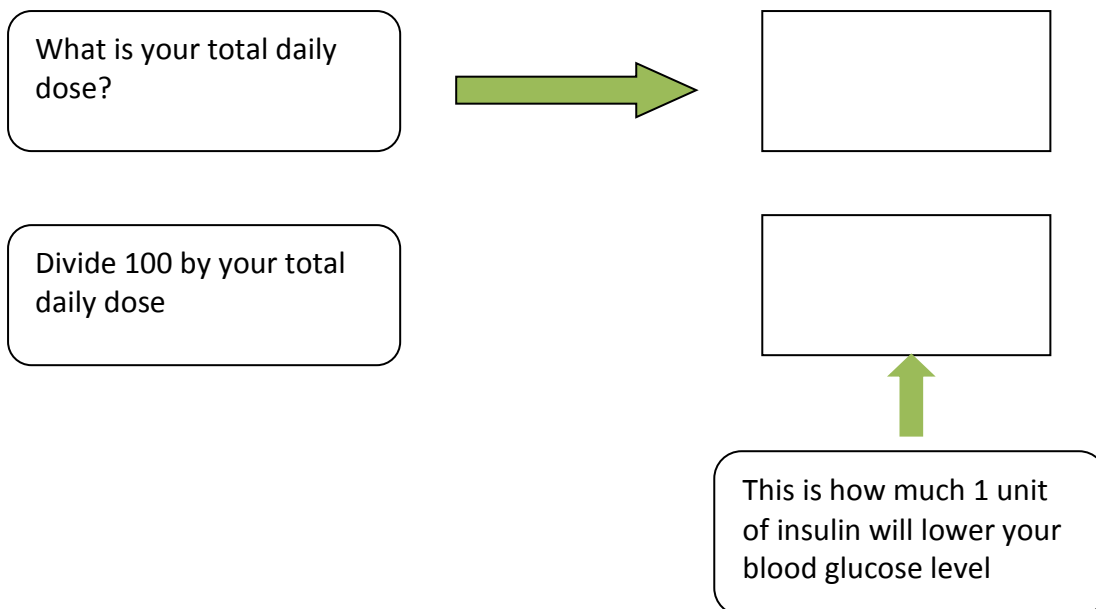 What is your total daily
dose?
Divide 100 by your total
daily dose
This is how much 1 unit
of insulin will lower your
blood glucose level